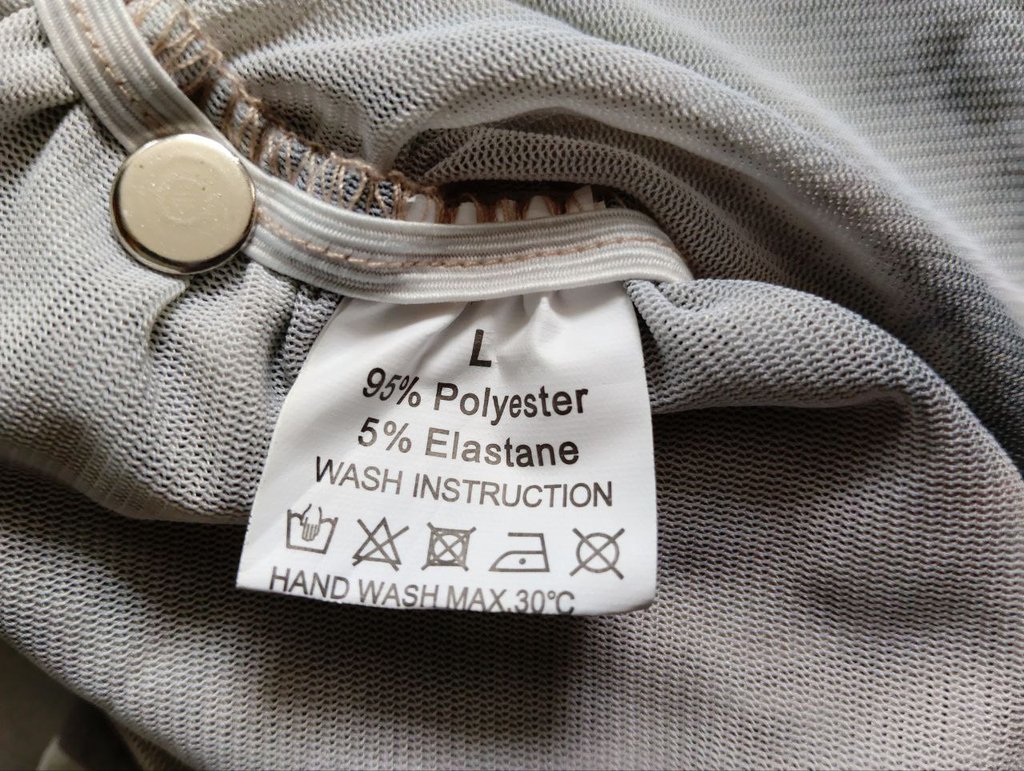 L
95% Polyester
5% Elastane
WASH INSTRUCTION
HAND WASH MAX.30°C